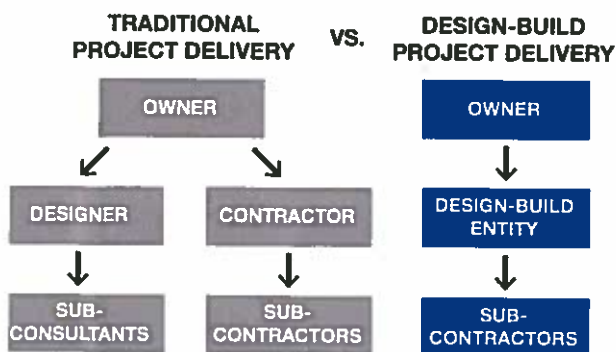 TRADITIONAL
PROJECT DELIVERY
VS.
DESIGN-BUILD
PROJECT DELIVERY
OWNER
OWNER
DESIGNER
CONTRACTOR
DESIGN-BUILD
ENTITY
SUB-
CONSULTANTS
SUB-
CONTRACTORS
SUB-
CONTRACTORS